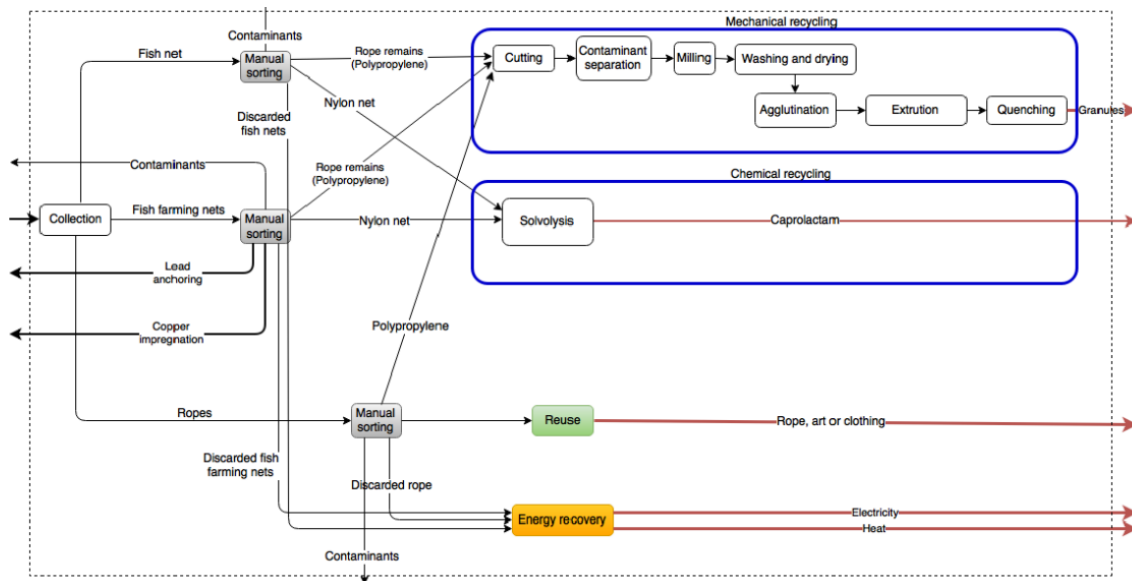 Contaminants
Mechanical recycling
Fish net
Manual
sorting
Rope remains
(Polypropylene)
Cutting
Contaminant
separation
Milling
Washing and drying
Nylon net
Discarded
fish nets
Agglutination
Extrution
Quenching
Granules
Contaminants
Rope remains
(Polypropylene)
Chemical recycling
Collection
Fish farming nets
Manual
sorting
Nylon net
Solvolysis
Caprolactam
Lead
anchoring
Copper
impregnation
Polypropylene
Ropes
Manual
sorting
Reuse
Rope, art or clothing
Discarded fish
farming nets
Discarded rope
Energy recovery
Electricity
Heat
Contaminants